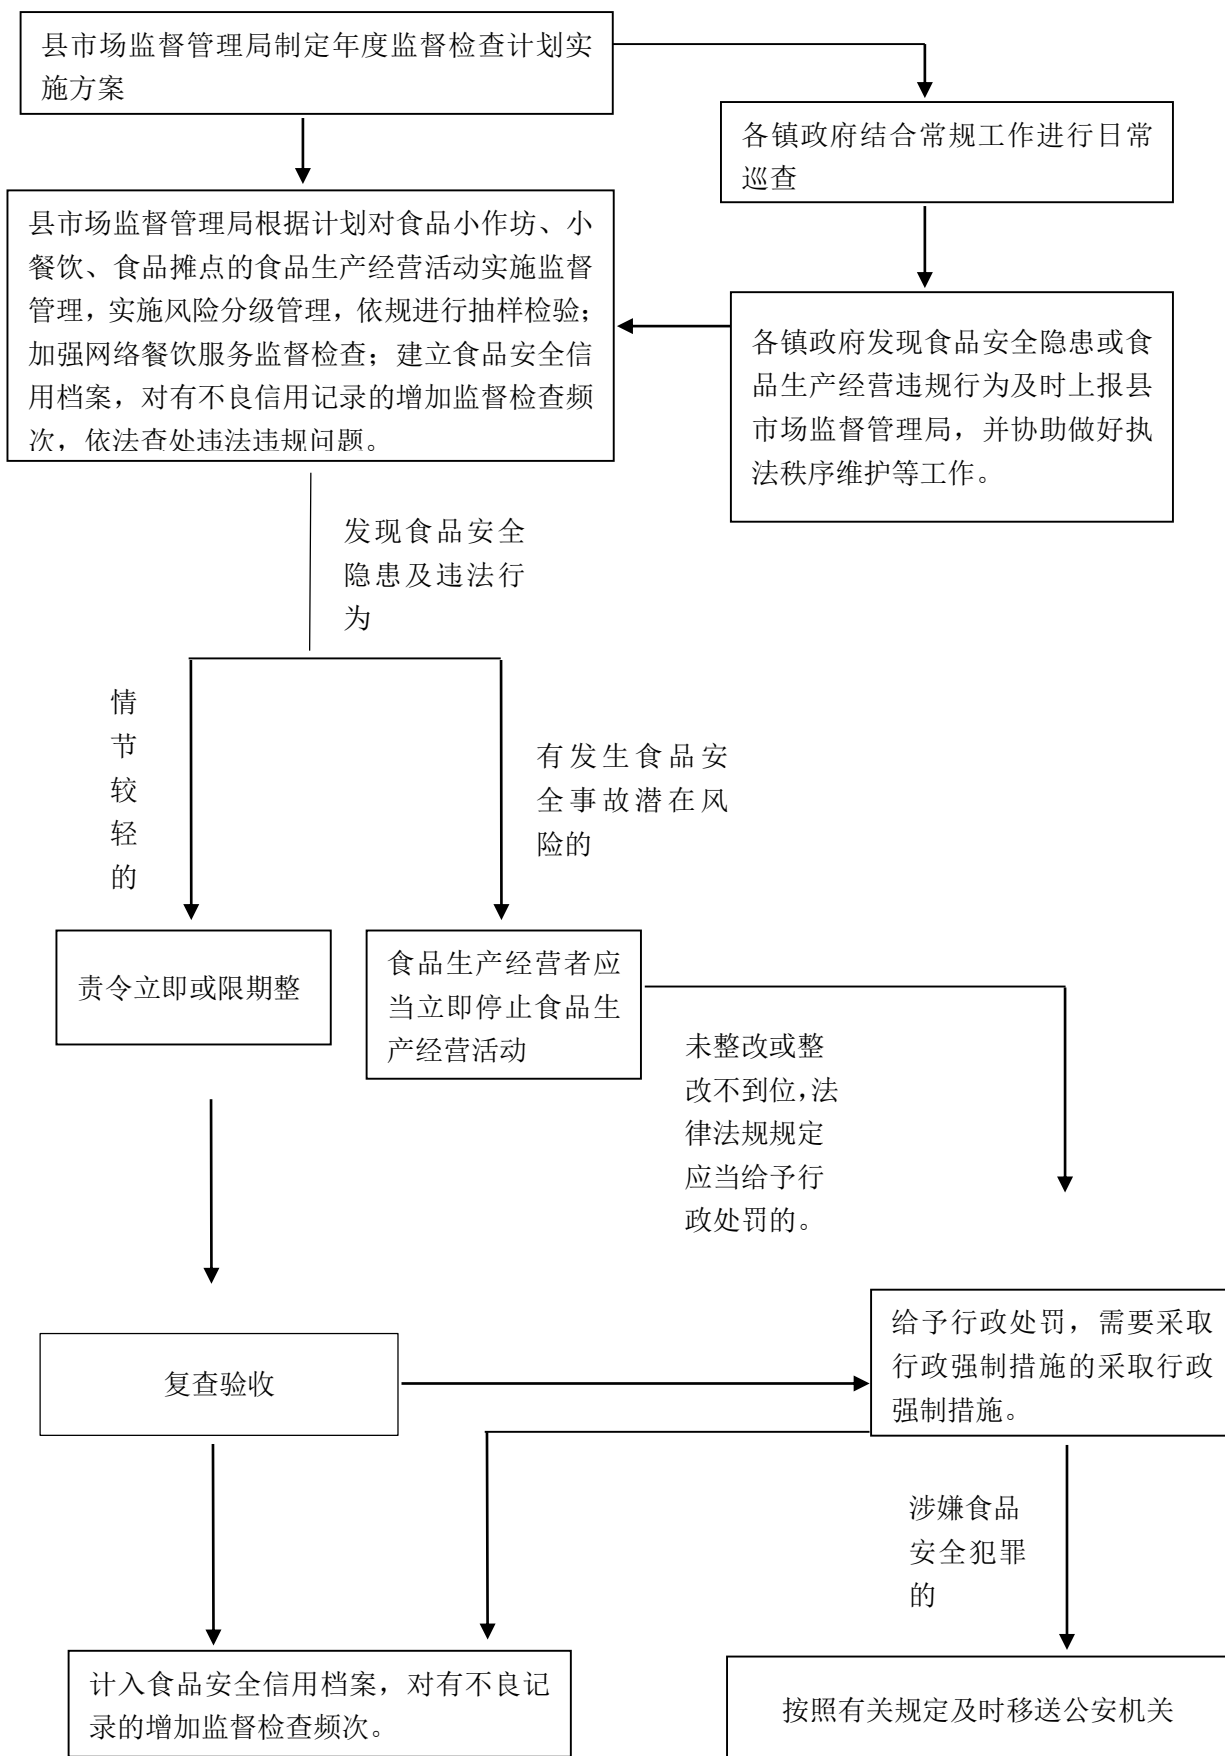 县市场监督管理局制定年度监督检查计划实
施方案
各镇政府结合常规工作进行日常
巡查
县市场监督管理局根据计划对食品小作坊、小
餐饮、食品摊点的食品生产经营活动实施监督
管理，实施风险分级管理，依规进行抽样检验；
加强网络餐饮服务监督检查；建立食品安全信
用档案，对有不良信用记录的增加监督检查频
次，依法查处违法违规问题。
各镇政府发现食品安全隐患或食
品生产经营违规行为及时上报县
市场监督管理局，并协助做好执
法秩序维护等工作。
发现食品安全
隐患及违法行
为
情
节
较
轻
的
有发生食品安
全事故潜在风
险的
责令立即或限期整
食品生产经营者应
当立即停止食品生
产经营活动
未整改或整
改不到位，法
律法规规定
应当给予行
政处罚的。
复查验收
给予行政处罚，需要采取
行政强制措施的采取行政
强制措施。
涉嫌食品
安全犯罪
的
计入食品安全信用档案，对有不良记
录的增加监督检查频次。
按照有关规定及时移送公安机关